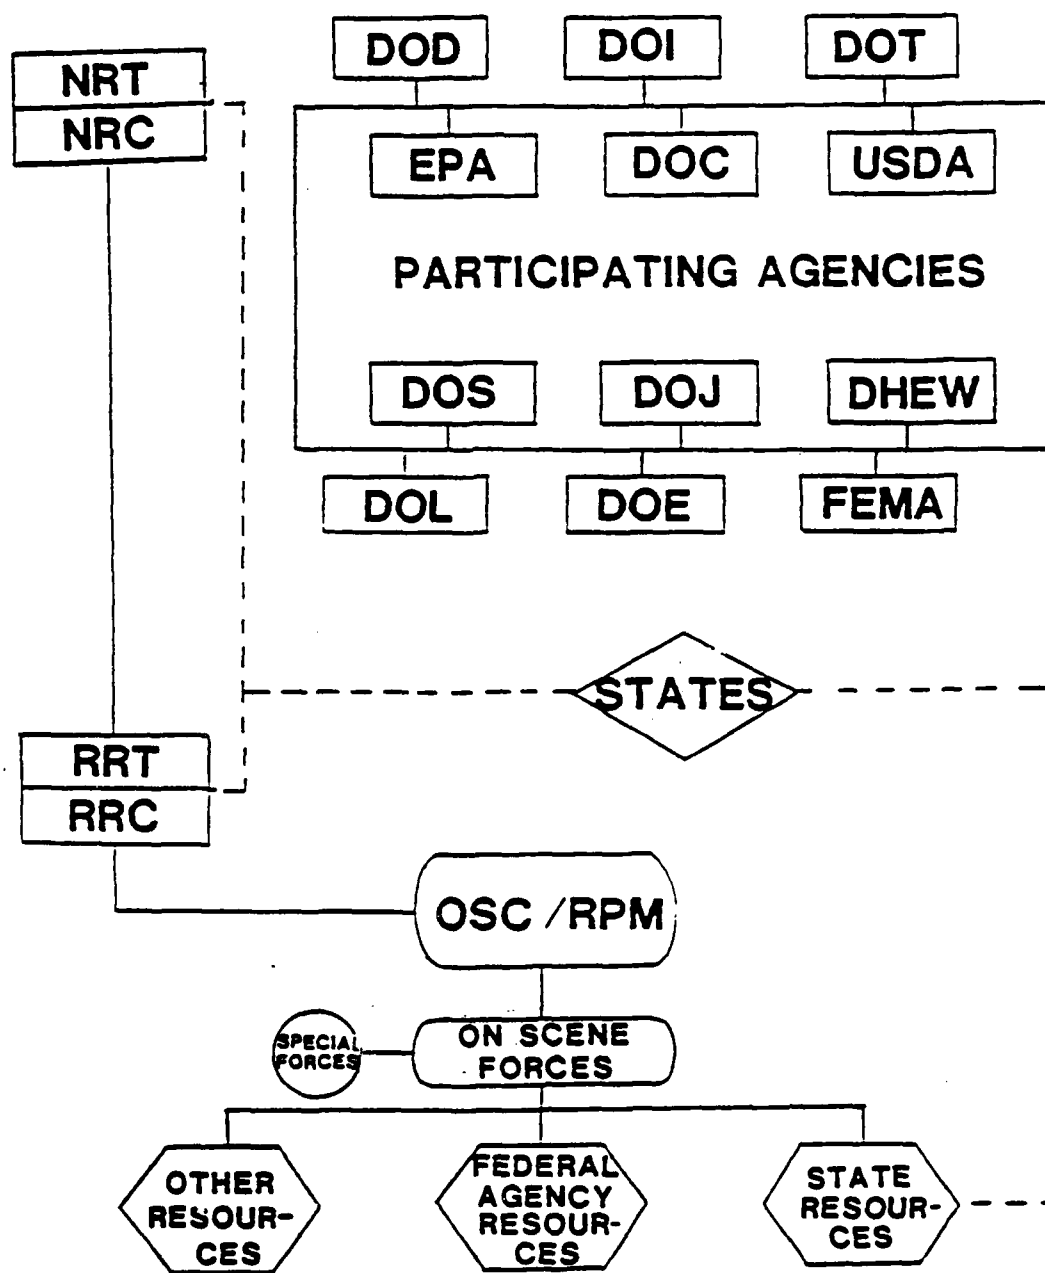 NRT
NRC
DOD
DOI
DOT
EPA
DOC
USDA
PARTICIPATING AGENCIES
DOS
DOJ
DHEW
DOL
DOE
FEMA
STATES
RRT
RRC
OSC / RPM
SPECIAL
FORCES
ON SCENE
FORCES
OTHER
RESOUR-
CES
FEDERAL
AGENCY
RESOUR-
CES
STATE
RESOUR-
CES